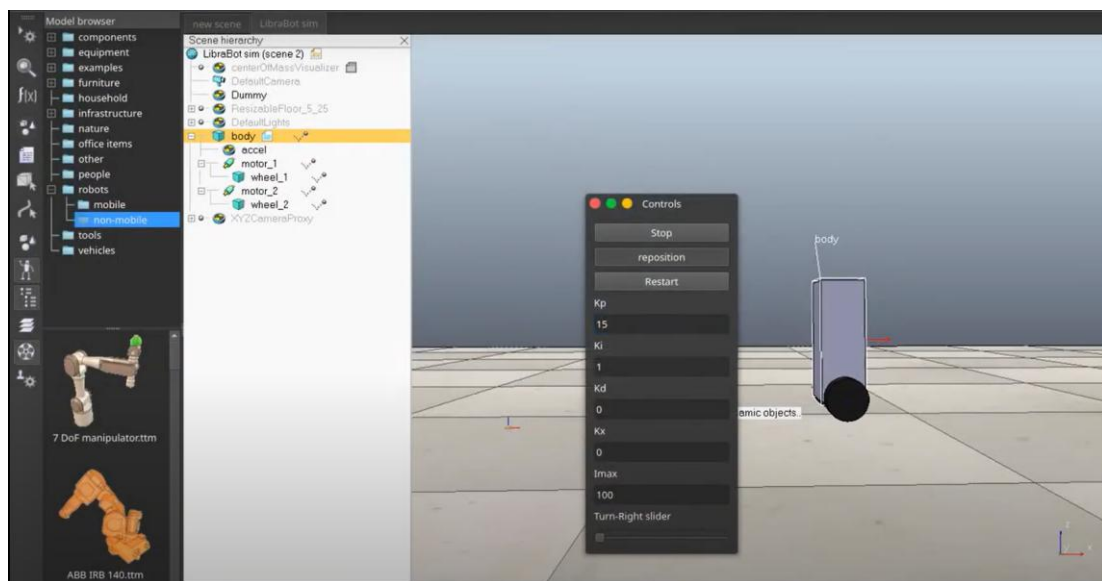 Model browser
components
equipment
examples
furniture
household
infrastructure
nature
office items
other
people
robots
mobile
non-mobile
tools
vehicles
7 DoF manipulator.ttm
ABB IRB 140.ttm
new scene
LibraBot sim
Scene hierarchy
LibraBot sim (scene 2)
centerOfMassVisualizer
DefaultCamera
Dummy
ResizableFloor_5_25
DefaultLights
body
accel
motor_1
wheel_1
motor_2
wheel_2
XYZCameraProxy
f(x)
Controls
Stop
reposition
Restart
Kp
15
Ki
1
Kd
0
Kx
0
Imax
100
Turn-Right slider
body
amic objects..
z
x